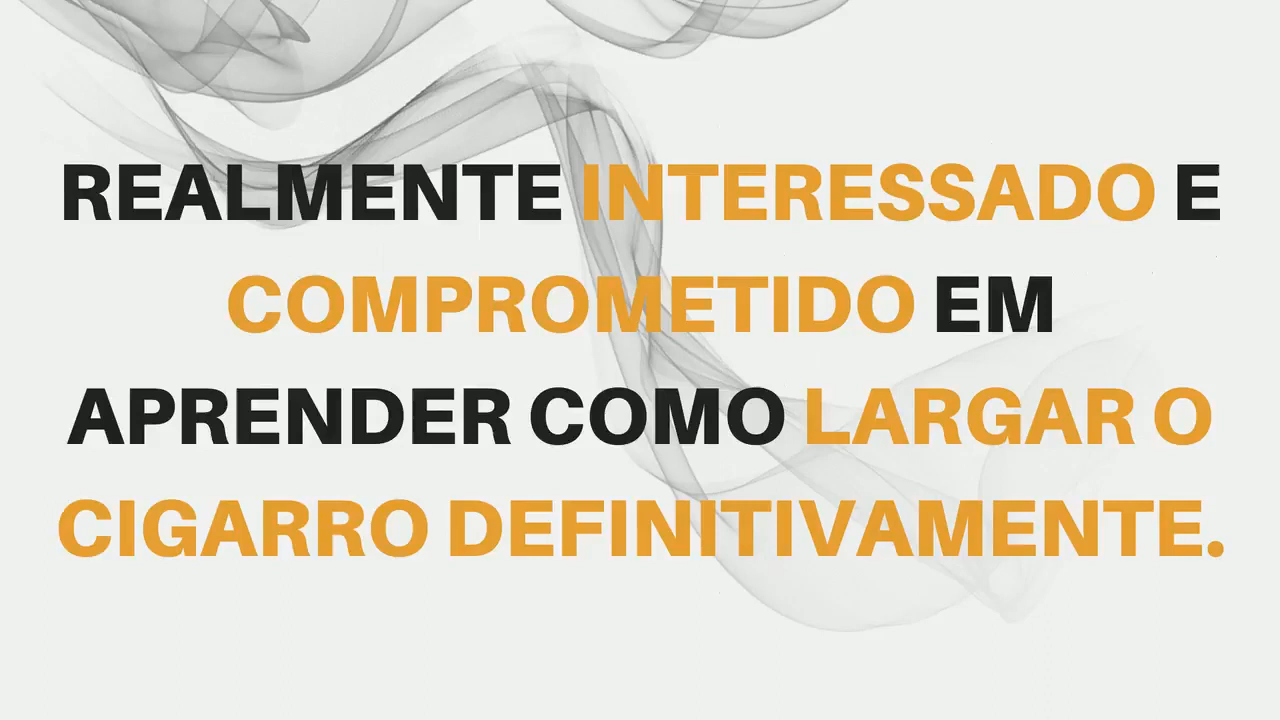 REALMENTE INTERESSADO E
COMPROMETIDO EM
APRENDER COMO LARGAR O
CIGARRO DEFINITIVAMENTE.